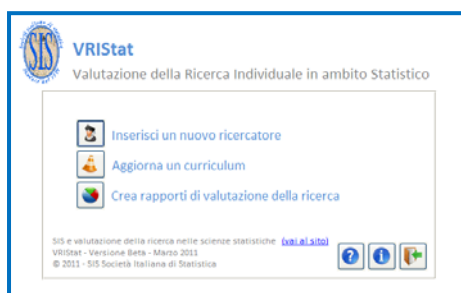 SIS
VRIStat
Valutazione della Ricerca Individuale in ambito Statistico
Inserisci un nuovo ricercatore
Aggiorna un curriculum
Crea rapporti di valutazione della ricerca
SIS e valutazione della ricerca nelle scienze statistiche (vai al sito)
VRIStat - Versione Beta - Marzo 2011
© 2011 - SIS Società Italiana di Statistica